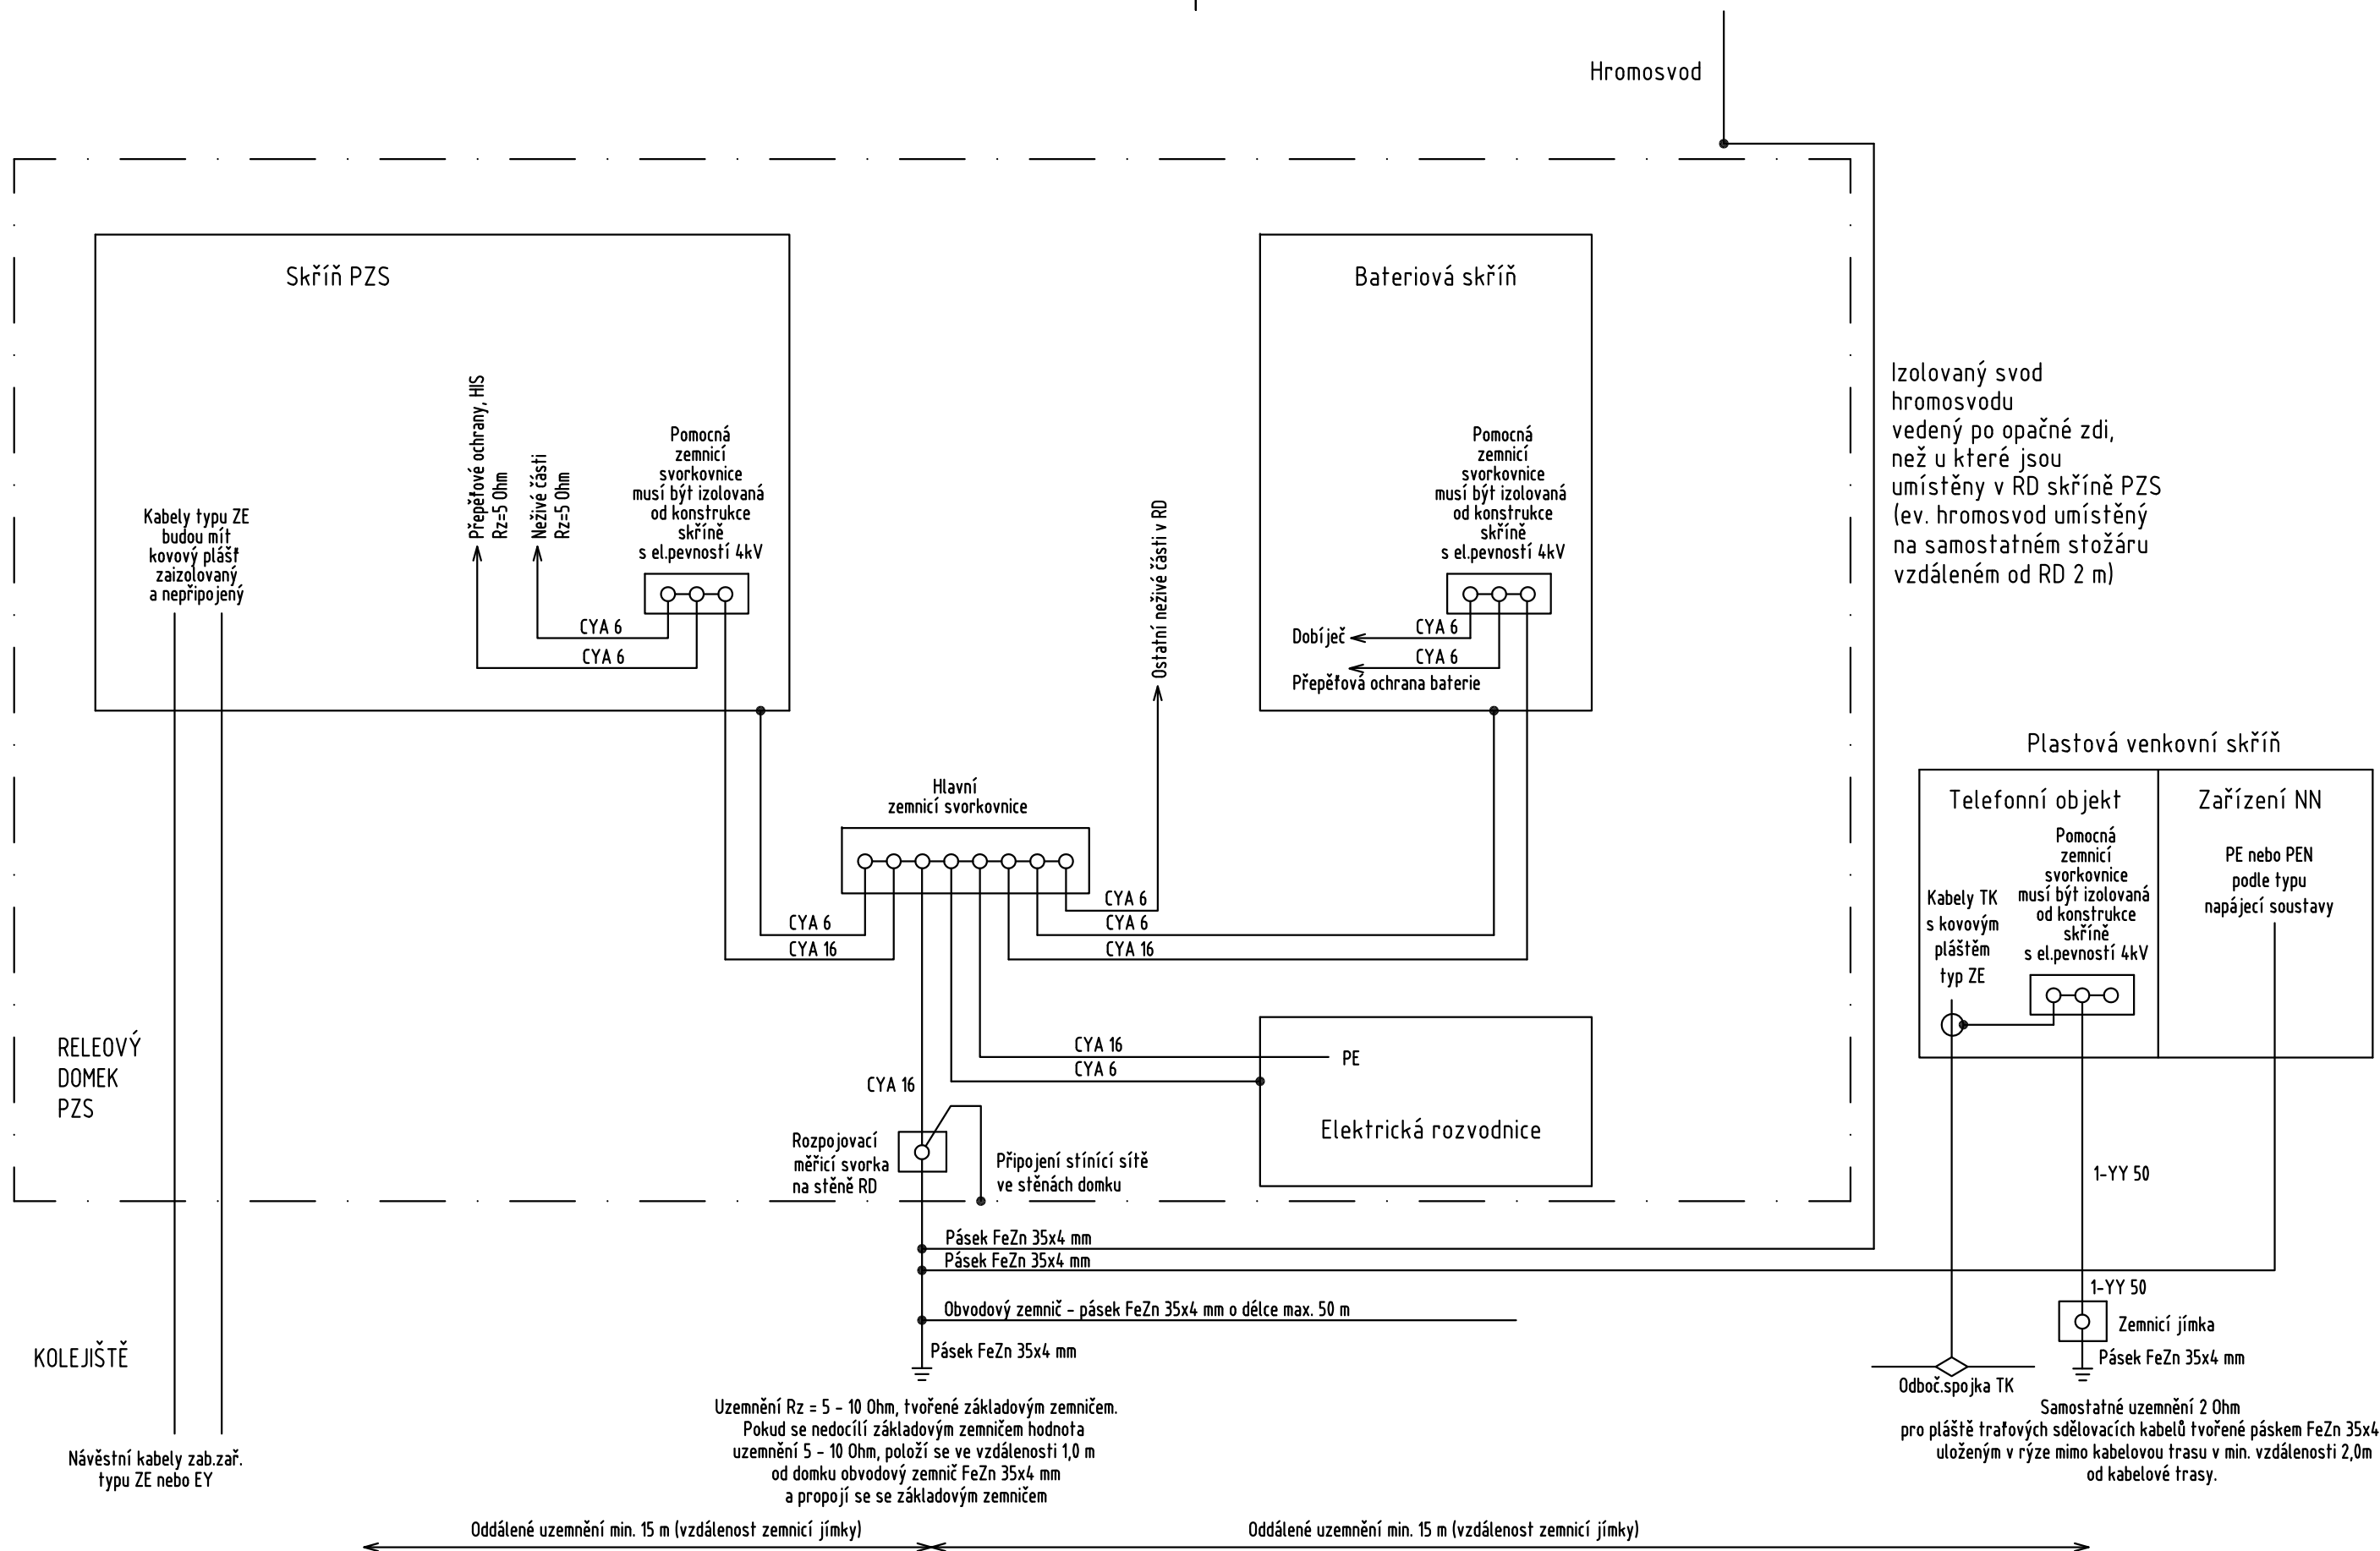 Hromosvod
Skříň PZS
Bateriová skříň
Izolovaný svod
hromosvodu
vedený po opačné zdi,
než u které jsou
umístěny v RD skříně PZS
(ev. hromosvod umístěný
na samostatném stožáru
vzdáleném od RD 2 m)
Kabely typu ZE
budou mít
kovový plášť
zaizolovaný
a nepřipojený
Přepěťové ochrany, HIS
Rz=5 Ohm
Neživé části
Rz=5 Ohm
Pomocná
zemnicí
svorkovnice
musí být izolovaná
od konstrukce
skříně
s el.pevností 4kV
CYA 6
CYA 6
Ostatní neživé části v RD
Pomocná
zemnicí
svorkovnice
musí být izolovaná
od konstrukce
skříně
s el.pevností 4kV
Dobíječ
CYA 6
CYA 6
Přepěťová ochrana baterie
Hlavní
zemnicí svorkovnice
CYA 6
CYA 16
CYA 6
CYA 6
CYA 16
Plastová venkovní skříň
Telefonní objekt
Zařízení NN
Kabely TK
s kovovým
pláštěm
typ ZE
Pomocná
zemnicí
svorkovnice
musí být izolovaná
od konstrukce
skříně
s el.pevností 4kV
PE nebo PEN
podle typu
napájecí soustavy
RELEOVÝ
DOMEK
PZS
CYA 16
CYA 16
CYA 6
PE
Elektrická rozvodnice
Rozpojovací
měřicí svorka
na stěně RD
Připojení stínící sítě
ve stěnách domku
1-YY 50
Pásek FeZn 35x4 mm
Pásek FeZn 35x4 mm
Obvodový zemnič - pásek FeZn 35x4 mm o délce max. 50 m
Pásek FeZn 35x4 mm
1-YY 50
Zemnicí jímka
Pásek FeZn 35x4 mm
Odboč.spojka TK
KOLEJIŠTĚ
Návěstní kabely zab.zař.
typu ZE nebo EY
Uzemnění Rz = 5 - 10 Ohm, tvořené základovým zemničem.
Pokud se nedocílí základovým zemničem hodnota
uzemnění 5 - 10 Ohm, položí se ve vzdálenosti 1,0 m
od domku obvodový zemnič FeZn 35x4 mm
a propojí se se základovým zemničem
Samostatné uzemnění 2 Ohm
pro pláště traťových sdělovacích kabelů tvořené páskem FeZn 35x4
uloženým v rýze mimo kabelovou trasu v min. vzdálenosti 2,0m
od kabelové trasy.
Oddálené uzemnění min. 15 m (vzdálenost zemnicí jímky)
Oddálené uzemnění min. 15 m (vzdálenost zemnicí jímky)